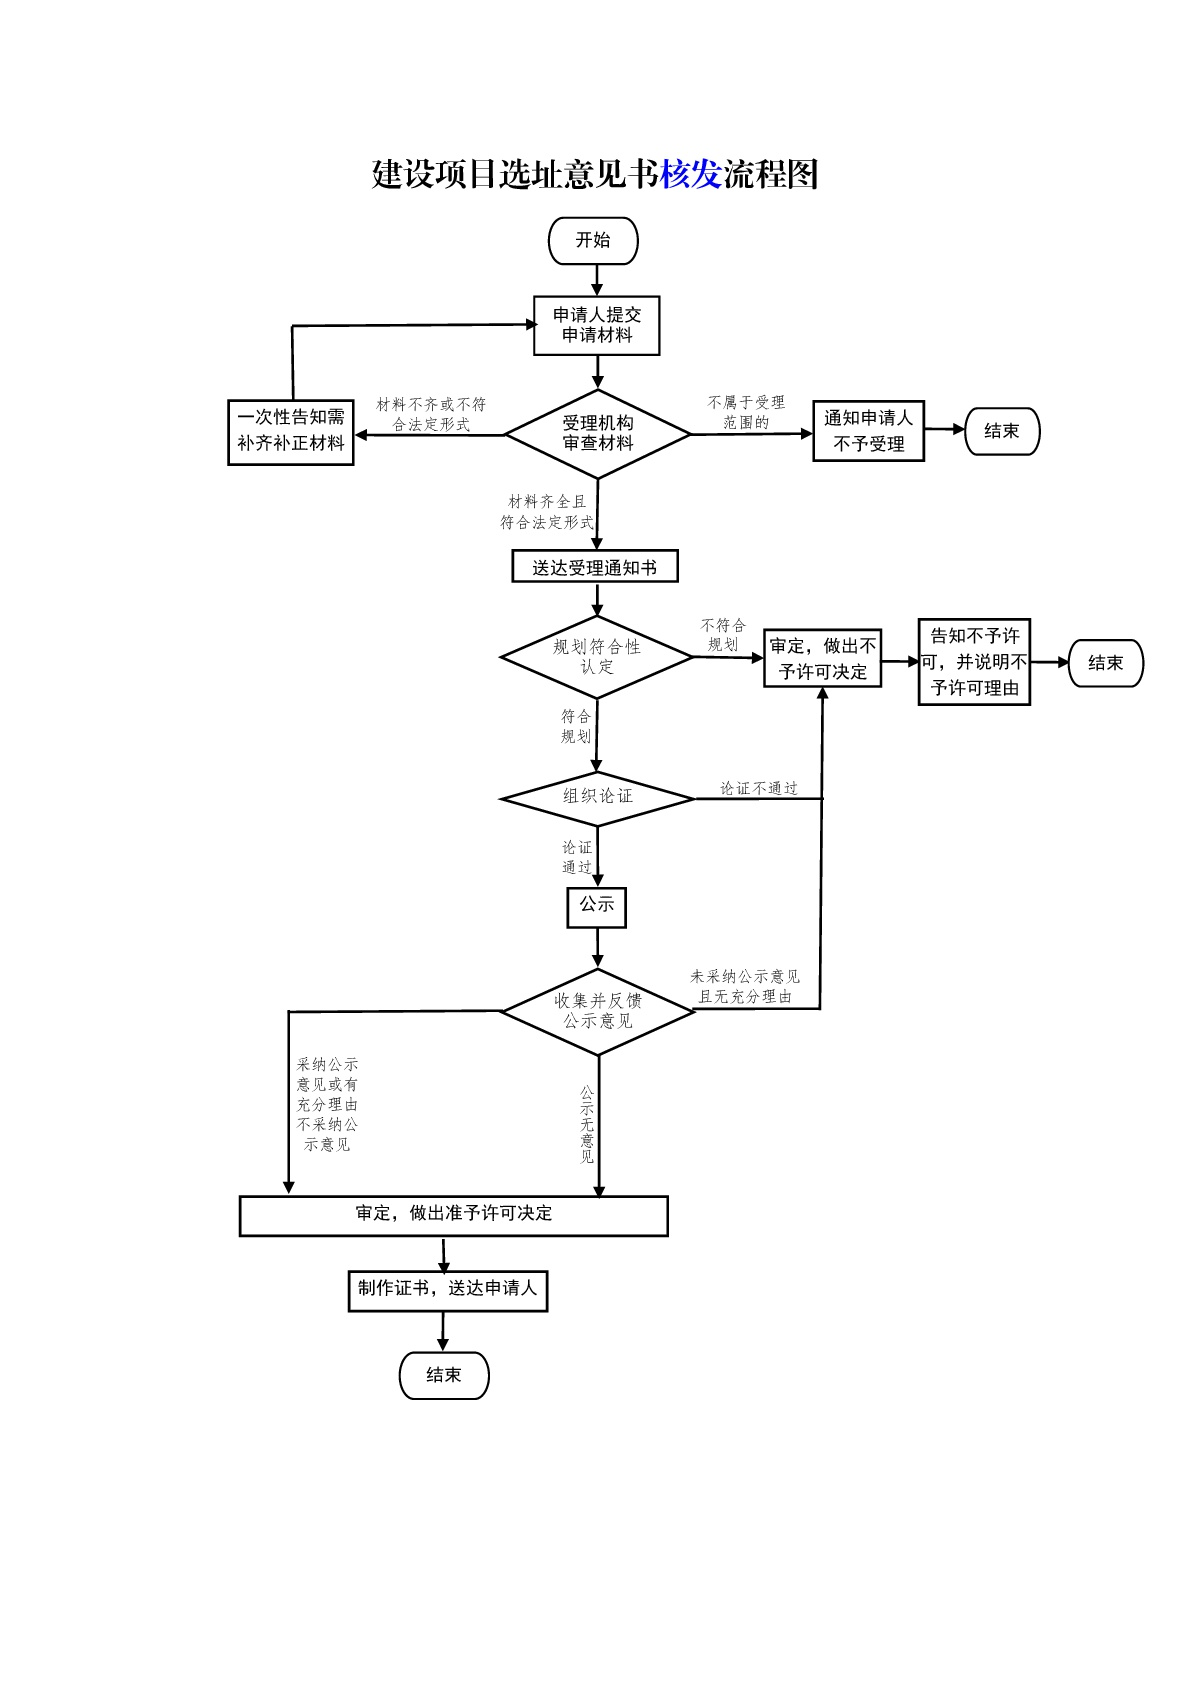 建设项目选址意见书核发流程图
开始
申请人提交
申请材料
材料不齐或不符
合法定形式
不属于受理
范围的
一次性告知需
补齐补正材料
受理机构
审查材料
通知申请人
不予受理
结束
材料齐全且
符合法定形式
送达受理通知书
规划符合性
认定
不符合
规划
审定，做出不
予许可决定
告知不予许
可，并说明不
予许可理由
结束
符合
规划
组织论证
论证不通过
论证
通过
公示
收集并反馈
公示意见
未采纳公示意见
且无充分理由
采纳公示
意见或有
充分理由
不采纳公
示意见
公示无意见
审定，做出准予许可决定
制作证书，送达申请人
结束